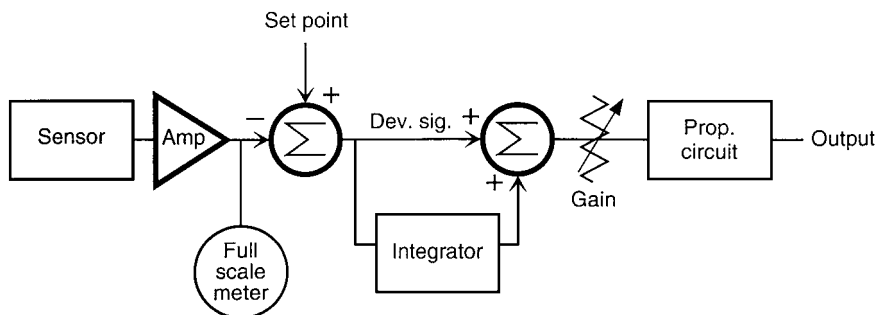 Set point
+
−
Sensor
Amp
Σ
Dev. sig.
+
Σ
+
Prop.
circuit
Output
Gain
Full
scale
meter
Integrator